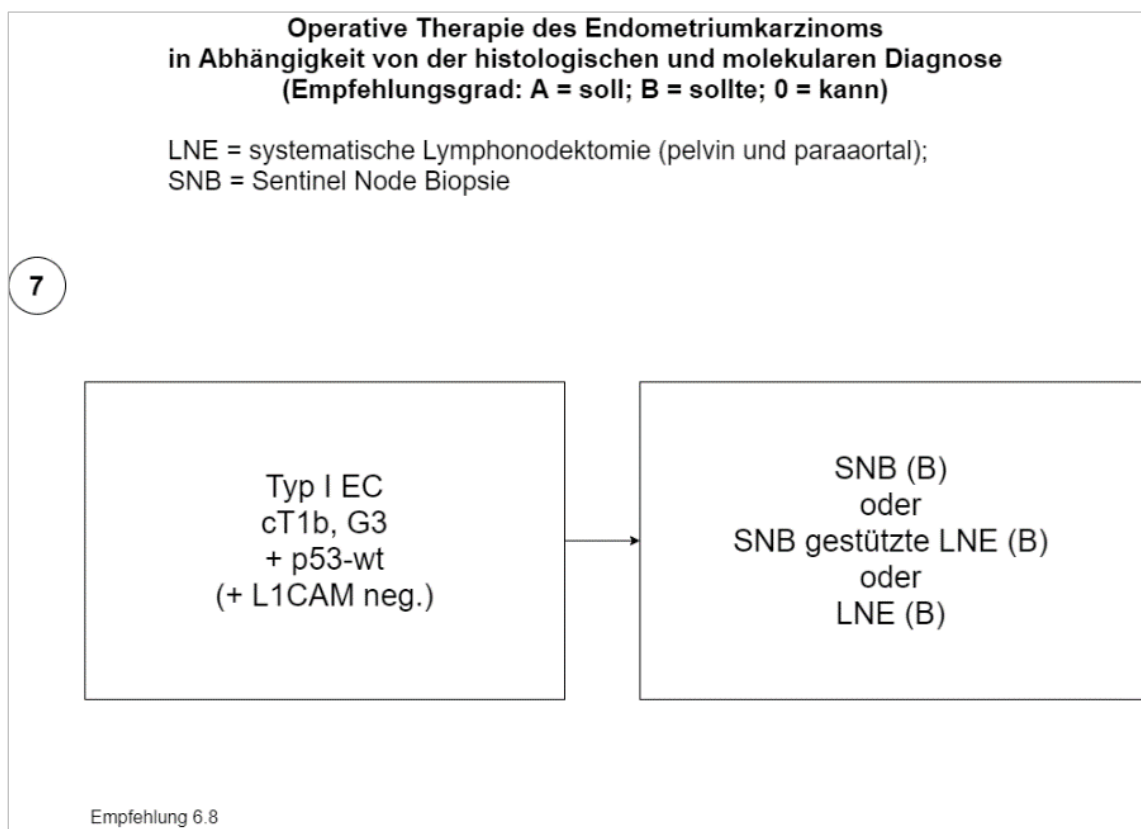 Operative Therapie des Endometriumkarzinoms
in Abhängigkeit von der histologischen und molekularen Diagnose
(Empfehlungsgrad: A = soll; B = sollte; 0 = kann)
LNE = systematische Lymphonodektomie (pelvin und paraaortal);
SNB = Sentinel Node Biopsie
7
Typ I EC
cT1b, G3
+ p53-wt
(+ L1CAM neg.)
SNB (B)
oder
SNB gestützte LNE (B)
oder
LNE (B)
Empfehlung 6.8